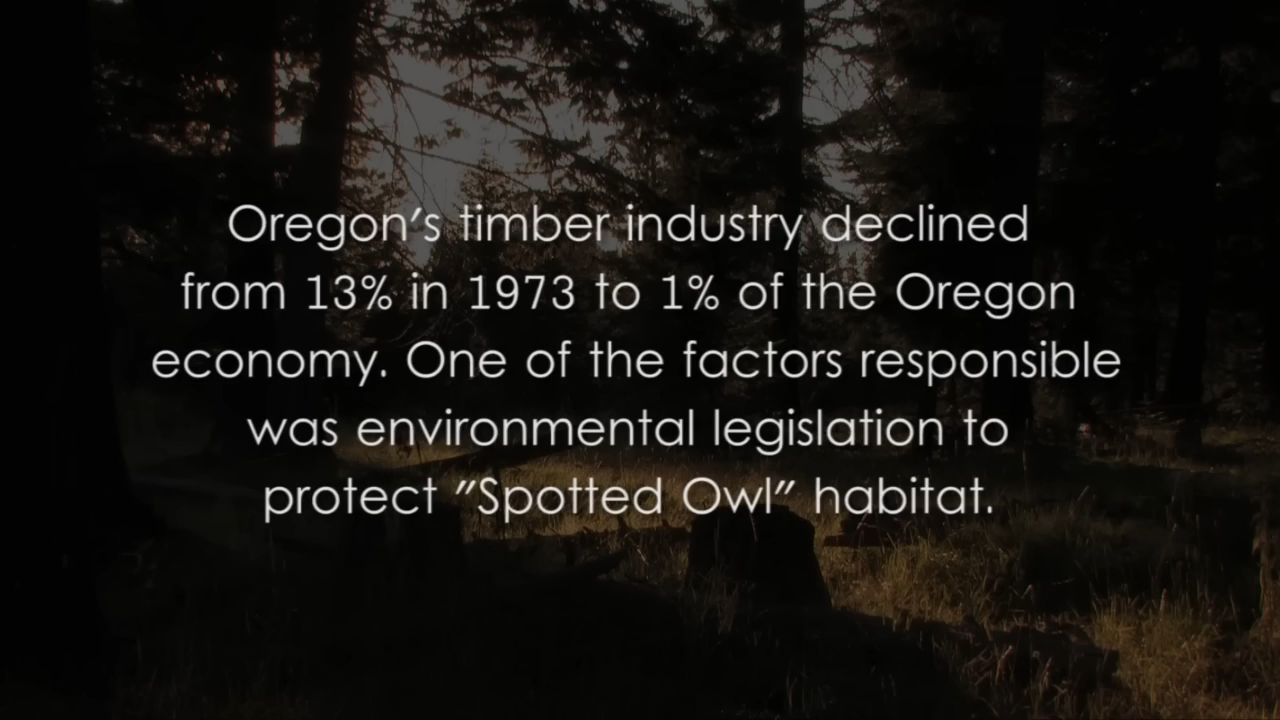 Oregon's timber industry declined
from 13% in 1973 to 1% of the Oregon
economy. One of the factors responsible
was environmental legislation to
protect "Spotted Owl" habitat.